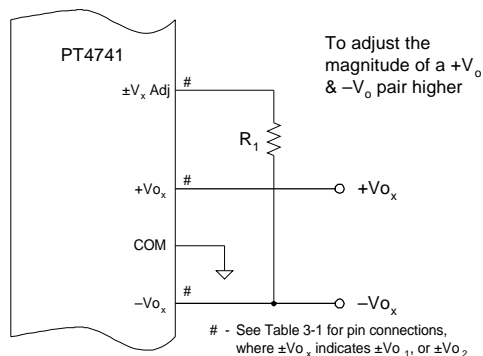 PT4741
To adjust the
magnitude of a +Vo
& –Vo pair higher
±Vx Adj
#
R1
+Vox
#
+Vox
COM
–Vox
#
–Vox
# - See Table 3-1 for pin connections,
where ±Vo x indicates ±Vo 1, or ±Vo 2